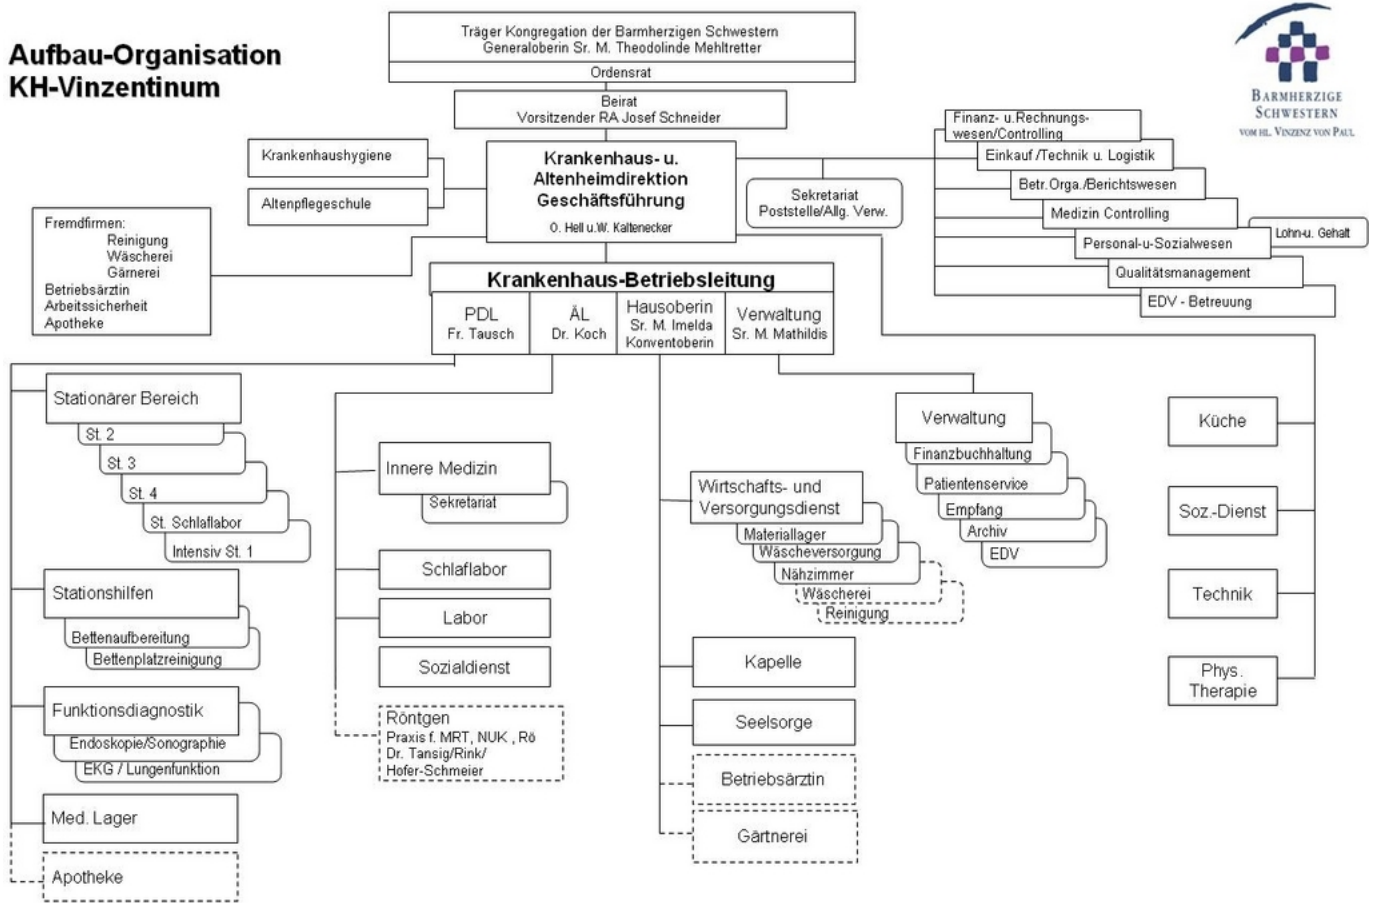 Aufbau-Organisation
KH-Vinzentinum
Träger Kongregation der Barmherzigen Schwestern
Generaloberin Sr. M. Theodolinde Mehltretter
Ordensrat
Beirat
Vorsitzender RA Josef Schneider
BARMHERZIGE
SCHWESTERN
VOM HL. VINZENZ VON PAUL
Krankenhaushygiene
Altenpflegeschule
Krankenhaus- u.
Altenheimdirektion
Geschäftsführung
O. Hell u.W. Kaltenecker
Sekretariat
Poststelle/Allg. Verw.
Finanz- u.Rechnungs-
wesen/Controlling
Einkauf /Technik u. Logistik
Betr.Orga./Berichtswesen
Medizin Controlling
Lohn-u. Gehalt
Personal-u-Sozialwesen
Qualitätsmanagement
EDV - Betreuung
Fremdfirmen:
Reinigung
Wäscherei
Gärnerei
Betriebsärztin
Arbeitssicherheit
Apotheke
Krankenhaus-Betriebsleitung
PDL
Fr. Tausch
ÄL
Dr. Koch
Hausoberin
Sr. M. Imelda
Konventoberin
Verwaltung
Sr. M. Mathildis
Stationärer Bereich
St. 2
St. 3
St. 4
St. Schlaflabor
Intensiv St. 1
Stationshilfen
Bettenaufbereitung
Bettenplatzreinigung
Funktionsdiagnostik
Endoskopie/Sonographie
EKG / Lungenfunktion
Med. Lager
Apotheke
Innere Medizin
Sekretariat
Schlaflabor
Labor
Sozialdienst
Röntgen
Praxis f. MRT, NUK , Rö
Dr. Tansig/Rink/
Hofer-Schmeier
Wirtschafts- und
Versorgungsdienst
Materiallager
Wäscheversorgung
Nähzimmer
Wäscherei
Reinigung
Kapelle
Seelsorge
Betriebsärztin
Gärtnerei
Verwaltung
Finanzbuchhaltung
Patientenservice
Empfang
Archiv
EDV
Küche
Soz.-Dienst
Technik
Phys.
Therapie